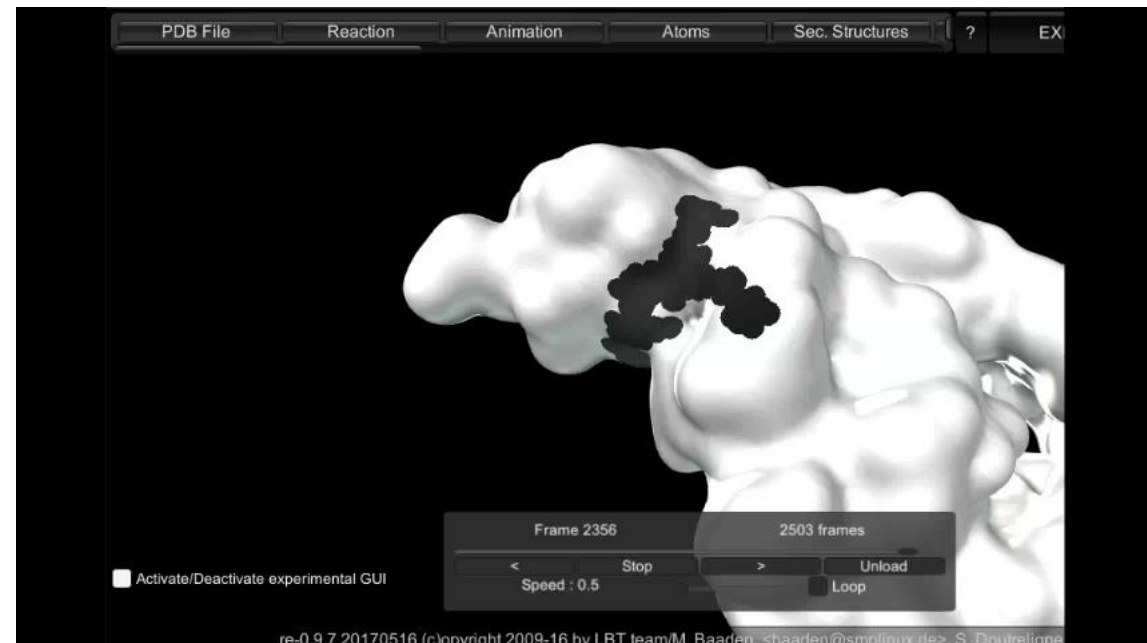 PDB File Reaction Animation Atoms Sec. Structures ? EXI
Frame 2356 2503 frames
< Stop > Unload
Activate/Deactivate experimental GUI
Speed : 0.5 Loop
re-0.9.7.20170516 (c)opyright 2009-16 by LBT team/M. Baaden, <baaden@smplinux.de>, S. Doutreligne